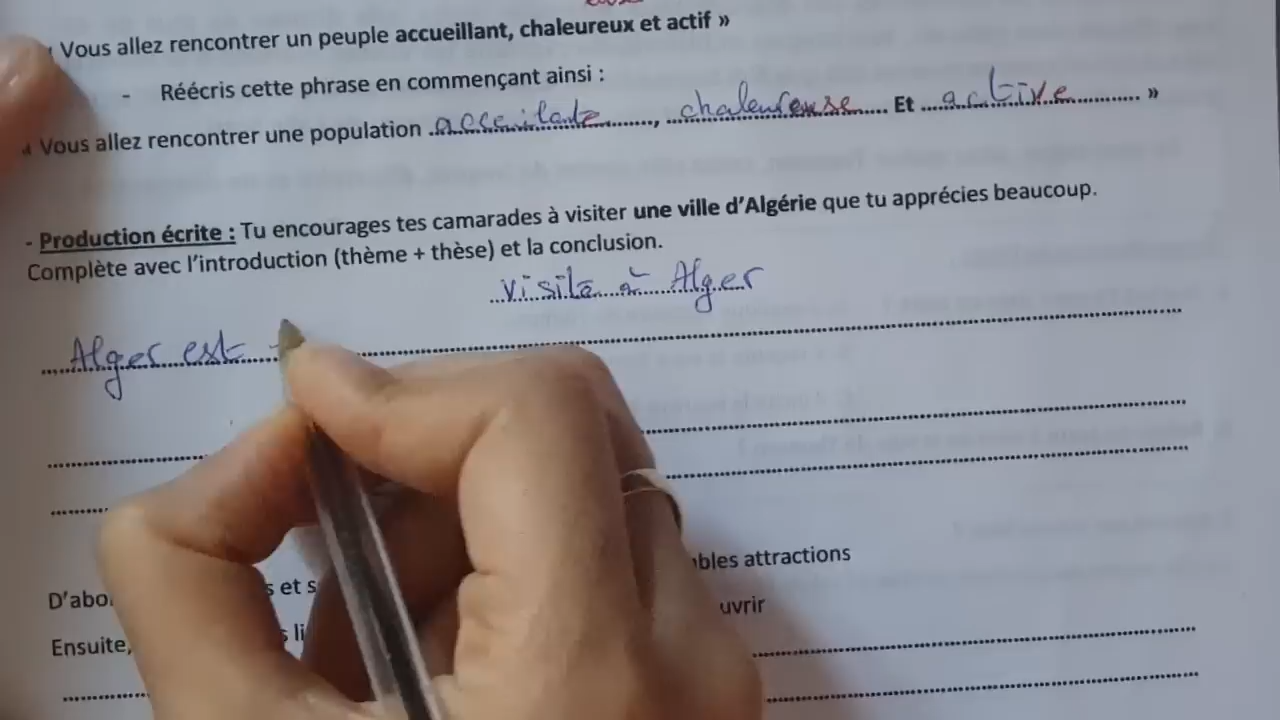 Vous allez rencontrer un peuple accueillant, chaleureux et actif »
- Réécris cette phrase en commençant ainsi :
« Vous allez rencontrer une population accuilate, chaleureuse Et active »
- Production écrite : Tu encourages tes camarades à visiter une ville d'Algérie que tu apprécies beaucoup.
Complète avec l'introduction (thème + thèse) et la conclusion.
Visite à Alger
Alger est
D'abo
s et s
bles attractions
Ensuite,
s li
uvrir